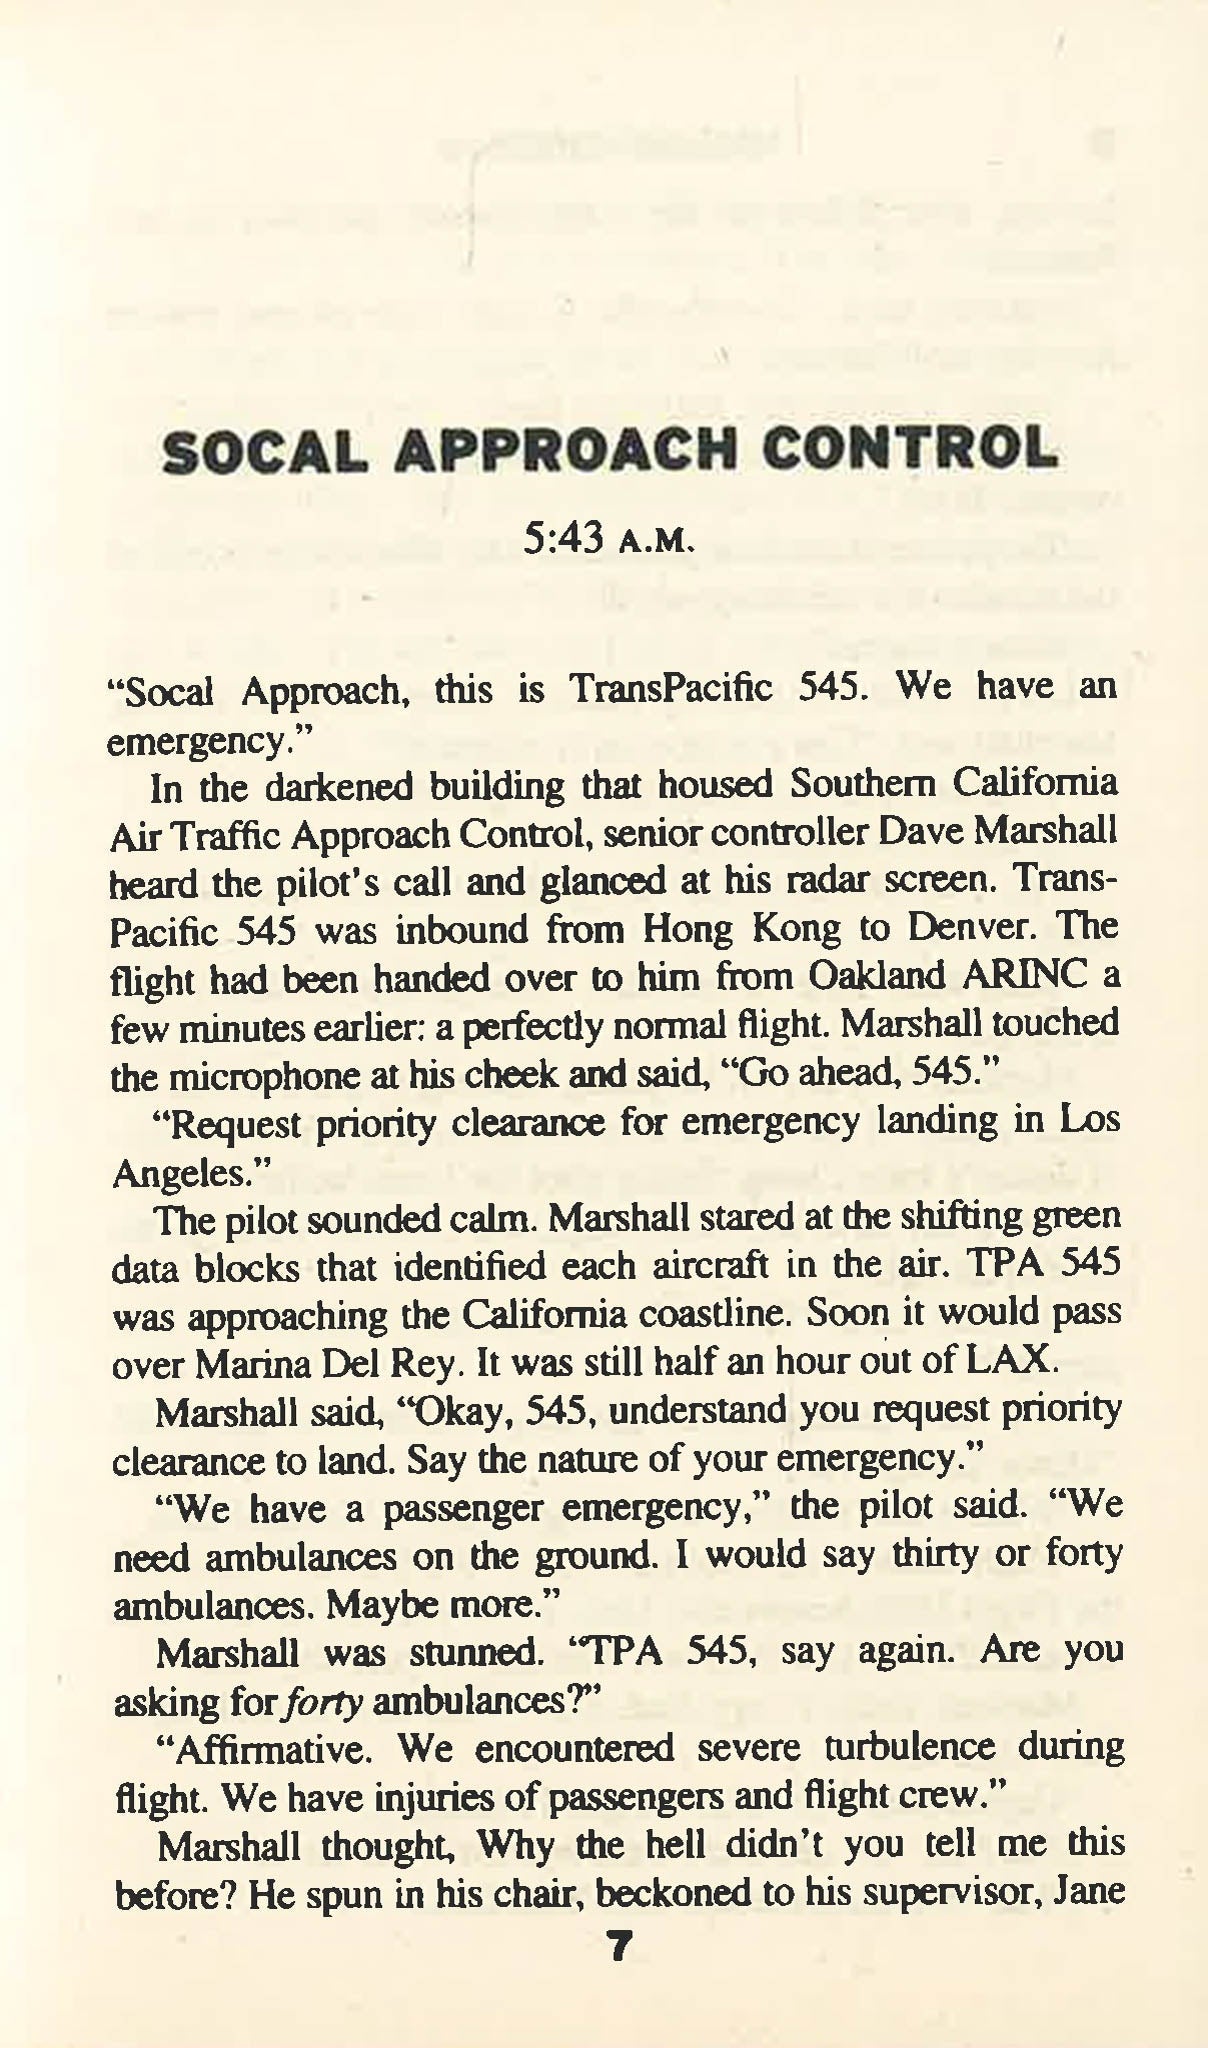 SOCAL APPROACH CONTROL
5:43 A.M.
“Socal Approach, this is TransPacific 545. We have an
emergency.”
In the darkened building that housed Southern California
Air Traffic Approach Control, senior controller Dave Marshall
heard the pilot’s call and glanced at his radar screen. Trans-
Pacific 545 was inbound from Hong Kong to Denver. The
flight had been handed over to him from Oakland ARINC a
few minutes earlier: a perfectly normal flight. Marshall touched
the microphone at his cheek and said, “Go ahead, 545.”
“Request priority clearance for emergency landing in Los
Angeles.”
The pilot sounded calm. Marshall stared at the shifting green
data blocks that identified each aircraft in the air. TPA 545
was approaching the California coastline. Soon it would pass
over Marina Del Rey. It was still half an hour out of LAX.
Marshall said, “Okay, 545, understand you request priority
clearance to land. Say the nature of your emergency.”
“We have a passenger emergency,” the pilot said. “We
need ambulances on the ground. I would say thirty or forty
ambulances. Maybe more.”
Marshall was stunned. “TPA 545, say again. Are you
asking for forty ambulances?”
“Affirmative. We encountered severe turbulence during
flight. We have injuries of passengers and flight crew.”
Marshall thought, Why the hell didn’t you tell me this
before? He spun in his chair, beckoned to his supervisor, Jane
7